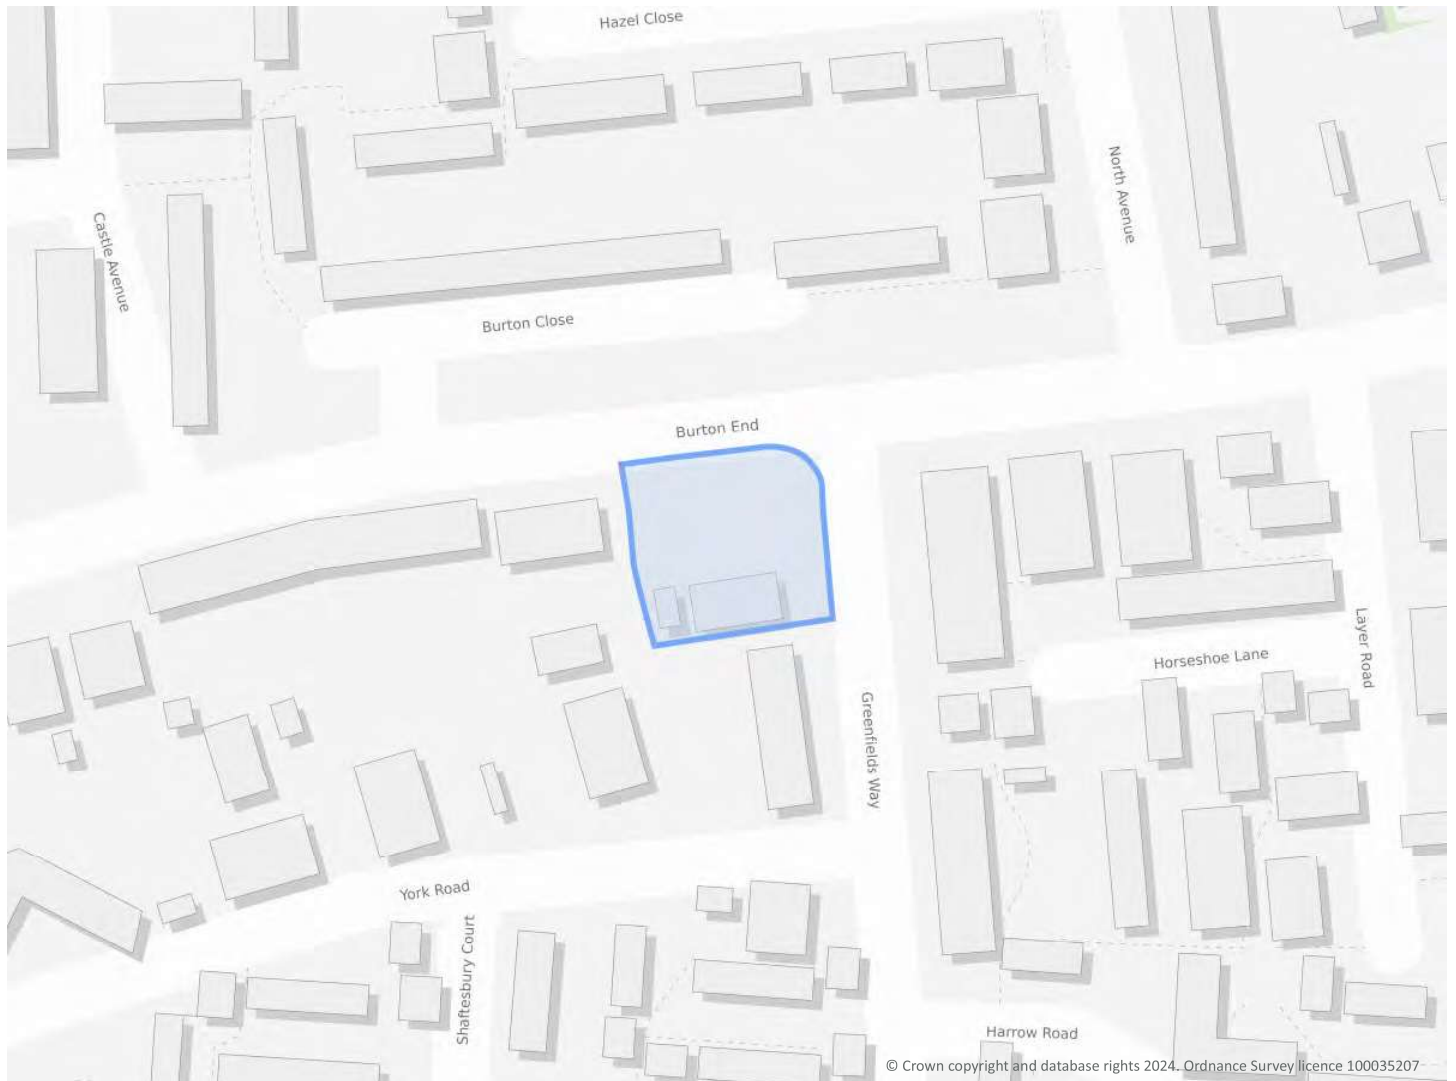 Hazel Close
North Avenue
Castle Avenue
Burton Close
Burton End
Layer Road
Horseshoe Lane
Greenfields Way
York Road
Shaftesbury Court
Harrow Road
© Crown copyright and database rights 2024. Ordnance Survey licence 100035207